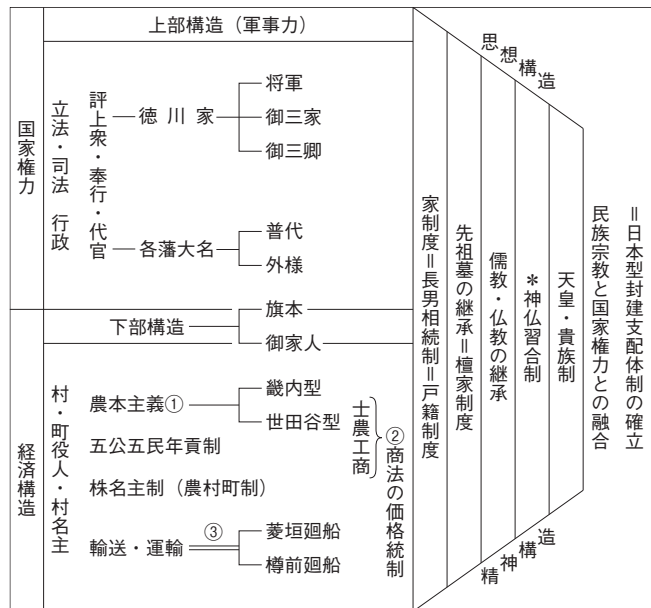 上部構造（軍事力）
国家権力
立法・司法　行政
評上衆・奉行・代官
徳川家
将軍
御三家
御三卿
各藩大名
普代
外様
下部構造
旗本
御家人
経済構造
村・町役人・村名主
農本主義①
畿内型
世田谷型
五公五民年貢制
株名主制（農村町制）
輸送・運輸
③
菱垣廻船
樽前廻船
士農工商
②商法の価格統制
思想構造
家制度＝長男相続制＝戸籍制度
先祖墓の継承＝檀家制度
儒教・仏教の継承
＊神仏習合制
天皇・貴族制
精神構造
民族宗教と国家権力との融合
＝日本型封建支配体制の確立